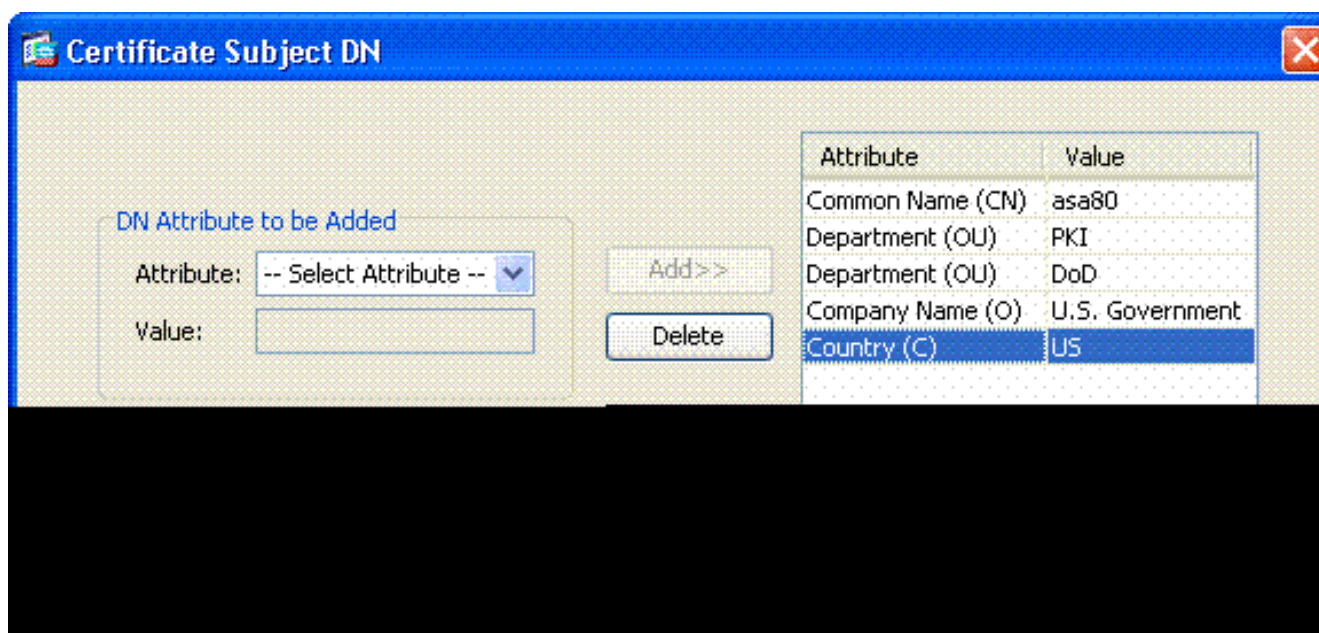 Certificate Subject DN
DN Attribute to be Added
Attribute: -- Select Attribute --
Value:
Add>>
Delete
Attribute Value
Common Name (CN) asa80
Department (OU) PKI
Department (OU) DoD
Company Name (O) U.S. Government
Country (C) US